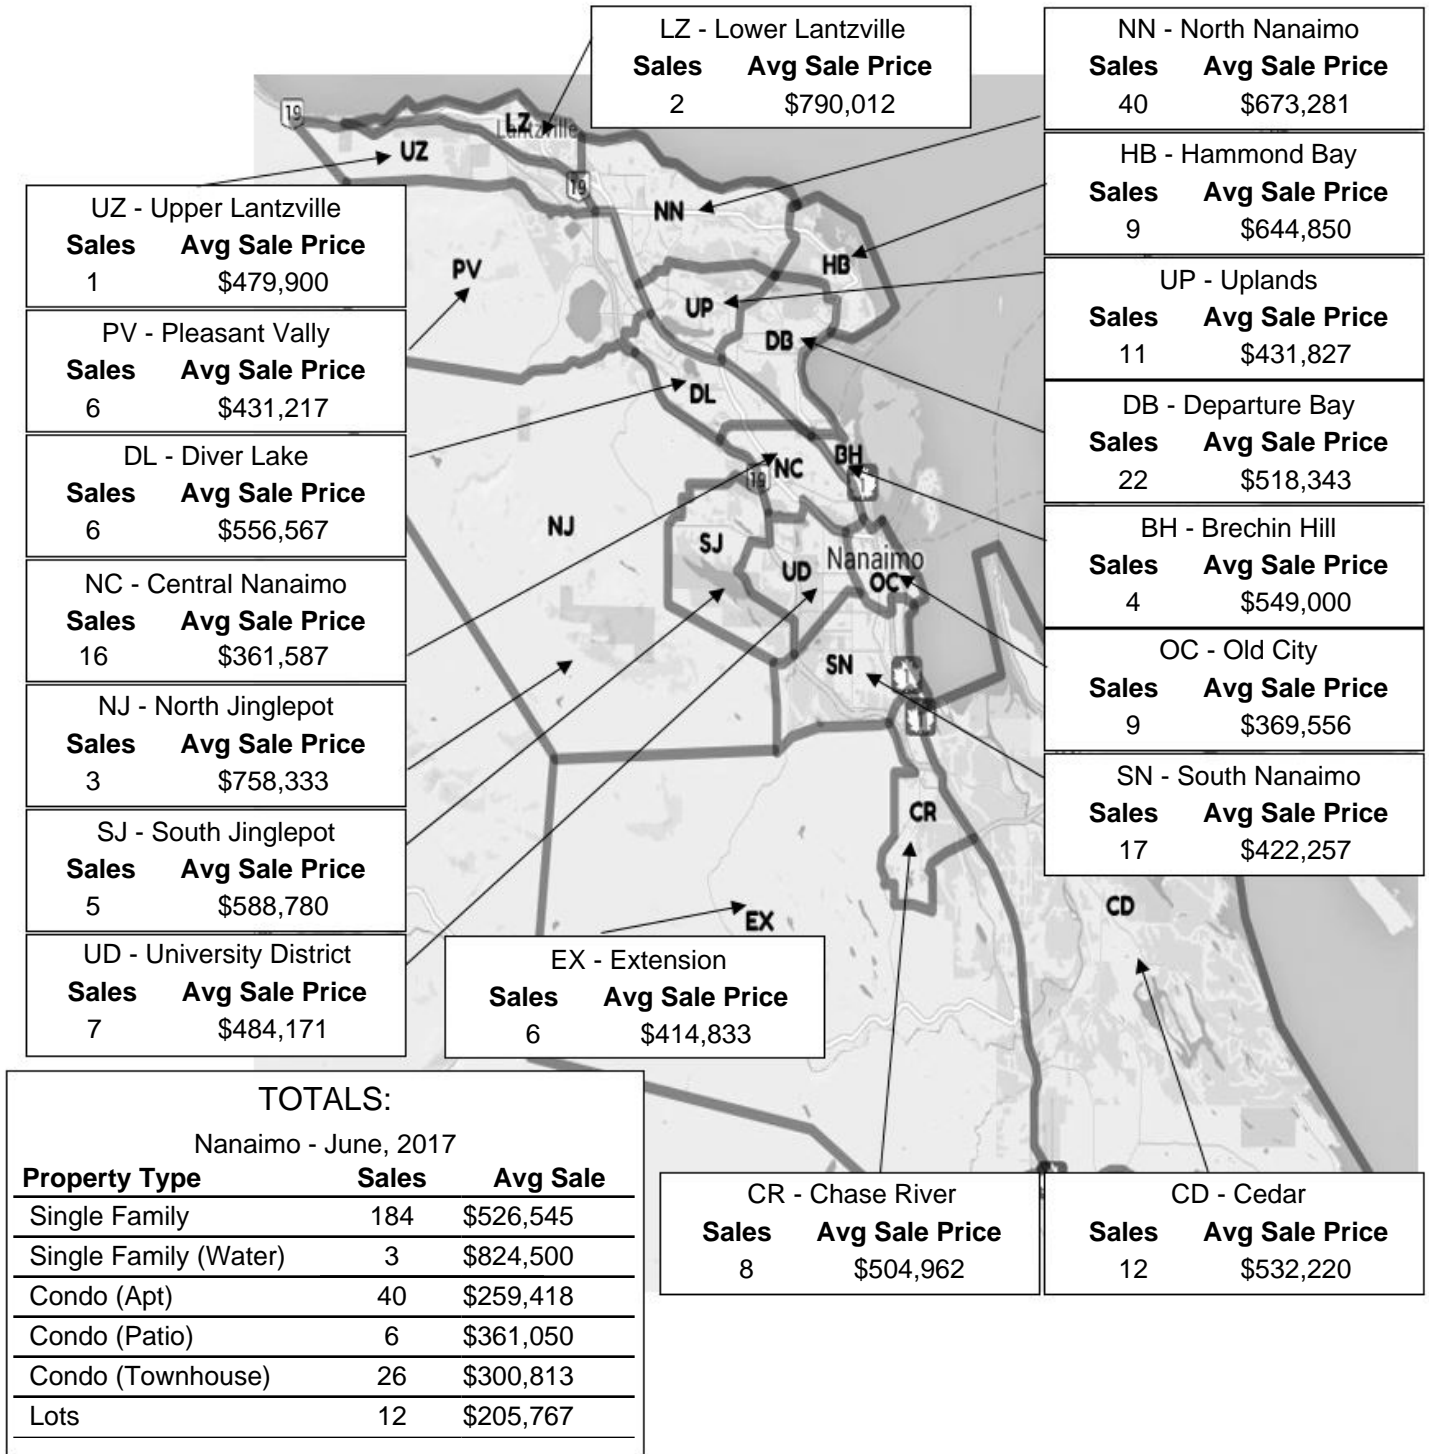 LZ - Lower Lantzville
Sales Avg Sale Price
2 $790,012
NN - North Nanaimo
Sales Avg Sale Price
40 $673,281
HB - Hammond Bay
Sales Avg Sale Price
9 $644,850
UP - Uplands
Sales Avg Sale Price
11 $431,827
DB - Departure Bay
Sales Avg Sale Price
22 $518,343
BH - Brechin Hill
Sales Avg Sale Price
4 $549,000
OC - Old City
Sales Avg Sale Price
9 $369,556
SN - South Nanaimo
Sales Avg Sale Price
17 $422,257
UZ - Upper Lantzville
Sales Avg Sale Price
1 $479,900
PV - Pleasant Vally
Sales Avg Sale Price
6 $431,217
DL - Diver Lake
Sales Avg Sale Price
6 $556,567
NC - Central Nanaimo
Sales Avg Sale Price
16 $361,587
NJ - North Jinglepot
Sales Avg Sale Price
3 $758,333
SJ - South Jinglepot
Sales Avg Sale Price
5 $588,780
UD - University District
Sales Avg Sale Price
7 $484,171
EX - Extension
Sales Avg Sale Price
6 $414,833
CR - Chase River
Sales Avg Sale Price
8 $504,962
CD - Cedar
Sales Avg Sale Price
12 $532,220
19
LZ
Lantzville
UZ
19
NN
PV
HB
UP
DB
DL
NC
BH
19
1
NJ
SJ
UD
Nanaimo
OC
SN
CR
EX
CD
TOTALS:
Nanaimo - June, 2017
Property Type Sales Avg Sale
Single Family 184 $526,545
Single Family (Water) 3 $824,500
Condo (Apt) 40 $259,418
Condo (Patio) 6 $361,050
Condo (Townhouse) 26 $300,813
Lots 12 $205,767